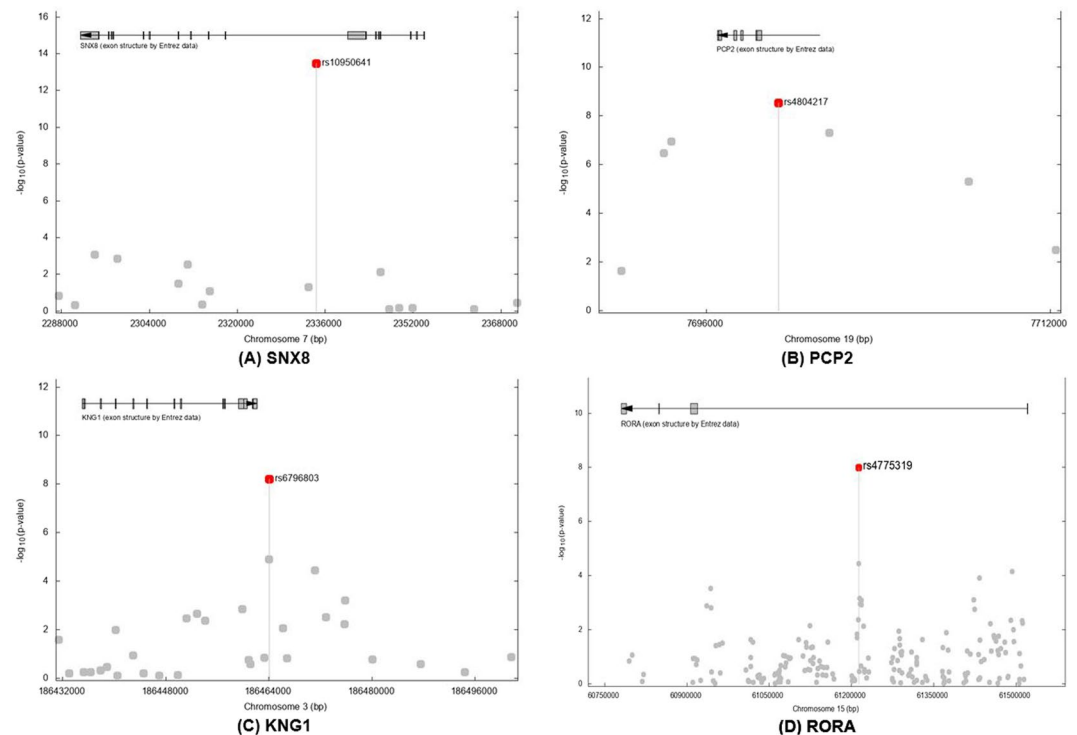 16
14
12
10
8
6
4
2
0
-log10(p-value)
SNX8 (exon structure by Entrez data)
rs10950641
2288000 2304000 2320000 2336000 2352000 2368000
Chromosome 7 (bp)
(A) SNX8
12
10
8
6
4
2
0
-log10(p-value)
PCP2 (exon structure by Entrez data)
rs4804217
7696000 7712000
Chromosome 19 (bp)
(B) PCP2
12
10
8
6
4
2
0
-log10(p-value)
KNG1 (exon structure by Entrez data)
rs6796803
186432000 186448000 186464000 186480000 186496000
Chromosome 3 (bp)
(C) KNG1
10
8
6
4
2
0
-log10(p-value)
RORA (exon structure by Entrez data)
rs4775319
60750000 60900000 61050000 61200000 61350000 61500000
Chromosome 15 (bp)
(D) RORA